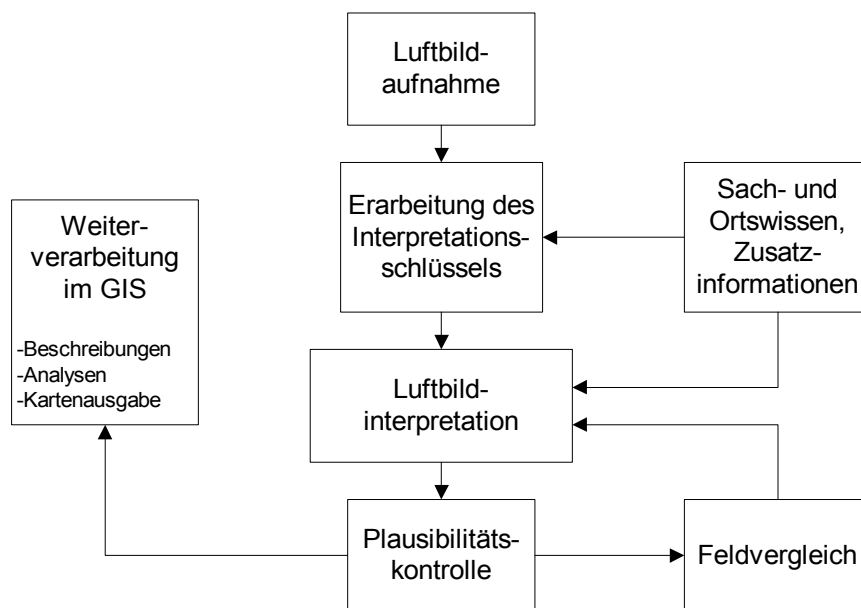 Luftbild-
aufnahme
Erarbeitung des
Interpretations-
schlüssels
Sach- und
Ortswissen,
Zusatz-
informationen
Weiter-
verarbeitung
im GIS
-Beschreibungen
-Analysen
-Kartenausgabe
Luftbild-
interpretation
Plausibilitäts-
kontrolle
Feldvergleich